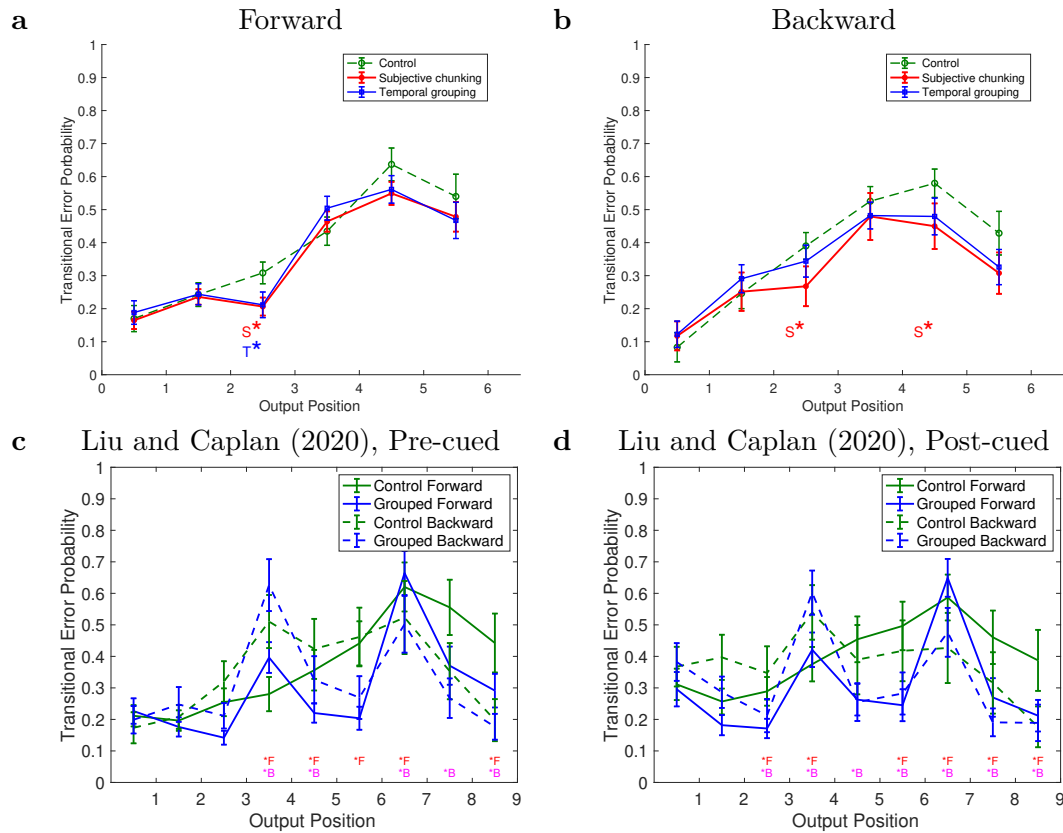 a Forward
Transitional Error Porbability
1
0.9
0.8
0.7
0.6
0.5
0.4
0.3
0.2
0.1
0
Control
Subjective chunking
Temporal grouping
S*
T*
0 1 2 3 4 5 6
Output Position
b Backward
Transitional Error Porbability
1
0.9
0.8
0.7
0.6
0.5
0.4
0.3
0.2
0.1
0
Control
Subjective chunking
Temporal grouping
S* S*
0 1 2 3 4 5 6
Output Position
c Liu and Caplan (2020), Pre-cued
Transitional Error Probability
1
0.9
0.8
0.7
0.6
0.5
0.4
0.3
0.2
0.1
0
Control Forward
Grouped Forward
Control Backward
Grouped Backward
*F *F *F *F *F
*B *B *B *B *B
1 2 3 4 5 6 7 8 9
Output Position
d Liu and Caplan (2020), Post-cued
Transitional Error Probability
1
0.9
0.8
0.7
0.6
0.5
0.4
0.3
0.2
0.1
0
Control Forward
Grouped Forward
Control Backward
Grouped Backward
*F *F *F *F *F *F
*B *B *B *B *B *B *B
1 2 3 4 5 6 7 8 9
Output Position